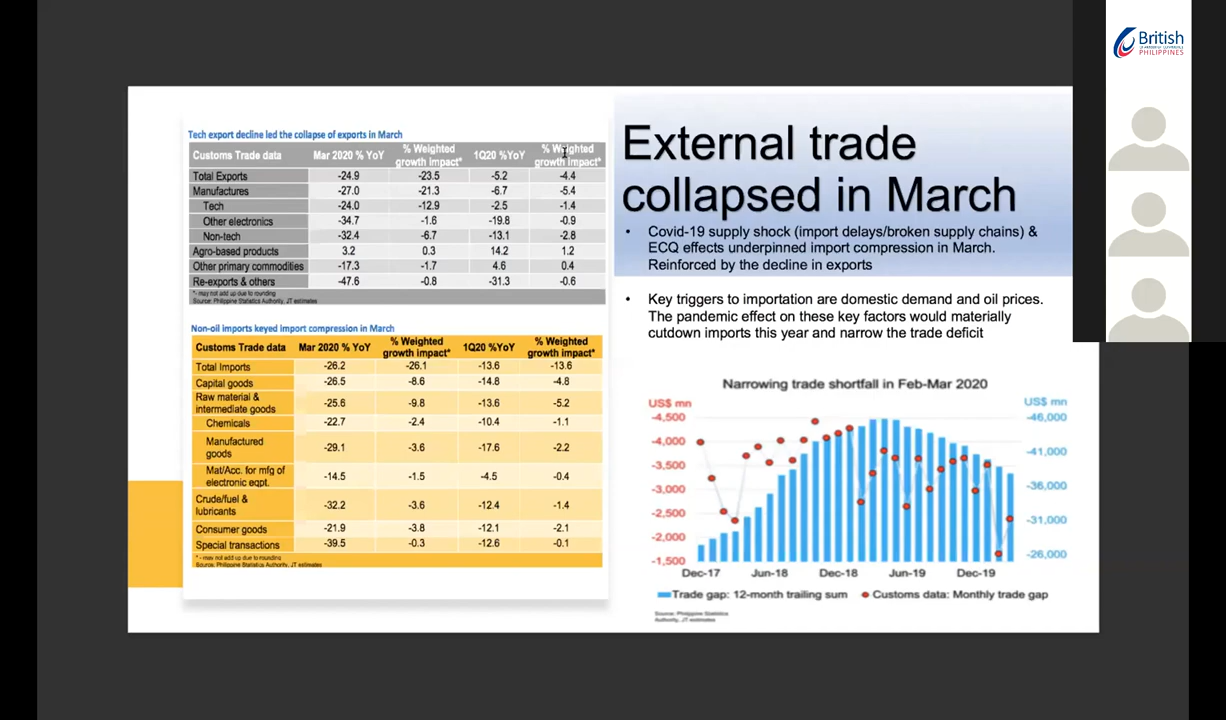 British
PHILIPPINES
Tech export decline led the collapse of exports in March
Customs Trade data Mar 2020 % YoY % Weighted growth impact* 1Q20 %YoY % Weighted growth impact*
Total Exports -24.9 -23.5 -5.2 -4.4
Manufactures -27.0 -21.3 -6.7 -5.4
Tech -24.0 -12.9 -2.5 -1.4
Other electronics -34.7 -1.6 -19.8 -0.9
Non-tech -32.4 -6.7 -13.1 -2.8
Agro-based products 3.2 0.3 14.2 1.2
Other primary commodities -17.3 -1.7 4.6 0.4
Re-exports & others -47.6 -0.8 -31.3 -0.6
*- may not add up due to rounding
Source: Philippine Statistics Authority, JT estimates
Non-oil imports keyed import compression in March
Customs Trade data Mar 2020 % YoY % Weighted growth impact* 1Q20 %YoY % Weighted growth impact*
Total Imports -26.2 -26.1 -13.6 -13.6
Capital goods -26.5 -8.6 -14.8 -4.8
Raw material & intermediate goods -25.6 -9.8 -13.6 -5.2
Chemicals -22.7 -2.4 -10.4 -1.1
Manufactured goods -29.1 -3.6 -17.6 -2.2
Mat/Acc. for mfg of electronic eqpt. -14.5 -1.5 -4.5 -0.4
Crude/fuel & lubricants -32.2 -3.6 -12.4 -1.4
Consumer goods -21.9 -3.8 -12.1 -2.1
Special transactions -39.5 -0.3 -12.6 -0.1
* - may not add up due to rounding
Source: Philippine Statistics Authority, JT estimates
External trade
collapsed in March
• Covid-19 supply shock (import delays/broken supply chains) &
ECQ effects underpinned import compression in March.
Reinforced by the decline in exports
• Key triggers to importation are domestic demand and oil prices.
The pandemic effect on these key factors would materially
cutdown imports this year and narrow the trade deficit
Narrowing trade shortfall in Feb-Mar 2020
US$ mn US$ mn
-4,500 -46,000
-4,000 -41,000
-3,500
-3,000 -36,000
-2,500 -31,000
-2,000 -26,000
-1,500
Dec-17 Jun-18 Dec-18 Jun-19 Dec-19
Trade gap: 12-month trailing sum Customs data: Monthly trade gap
Source: Philippine Statistics
Authority, JT estimates